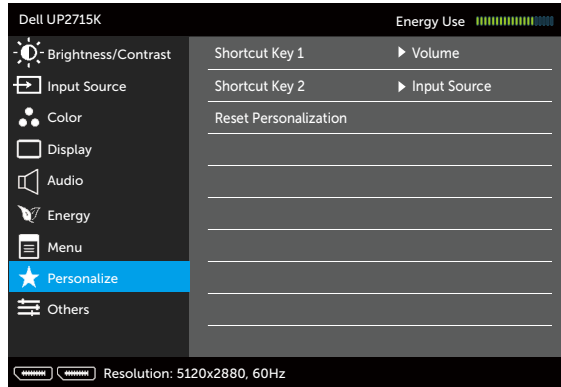 Dell UP2715K
Energy Use
Brightness/Contrast
Shortcut Key 1
Volume
Input Source
Shortcut Key 2
Input Source
Color
Reset Personalization
Display
Audio
Energy
Menu
Personalize
Others
Resolution: 5120x2880, 60Hz